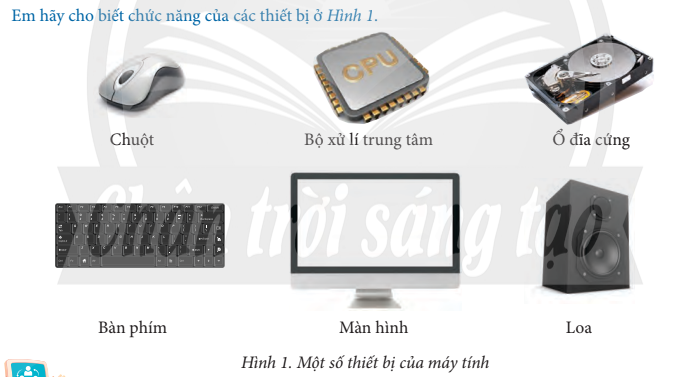 Em hãy cho biết chức năng của các thiết bị ở Hình 1.
CPU
Chuột
Bộ xử lí trung tâm
Ổ đĩa cứng
Chân trời sáng tạo
Bàn phím
Màn hình
Loa
Hình 1. Một số thiết bị của máy tính